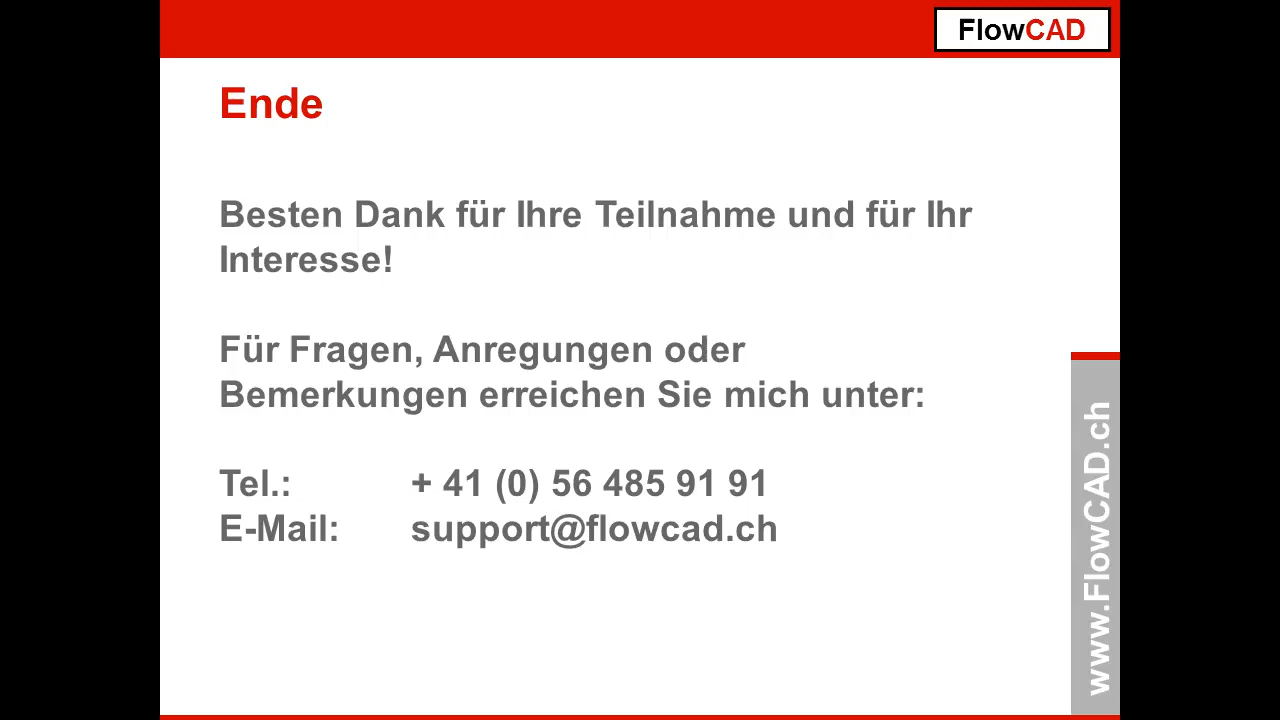 FlowCAD
Ende
Besten Dank für Ihre Teilnahme und für Ihr
Interesse!
Für Fragen, Anregungen oder
Bemerkungen erreichen Sie mich unter:
Tel.: + 41 (0) 56 485 91 91
E-Mail: support@flowcad.ch
www.FlowCAD.ch